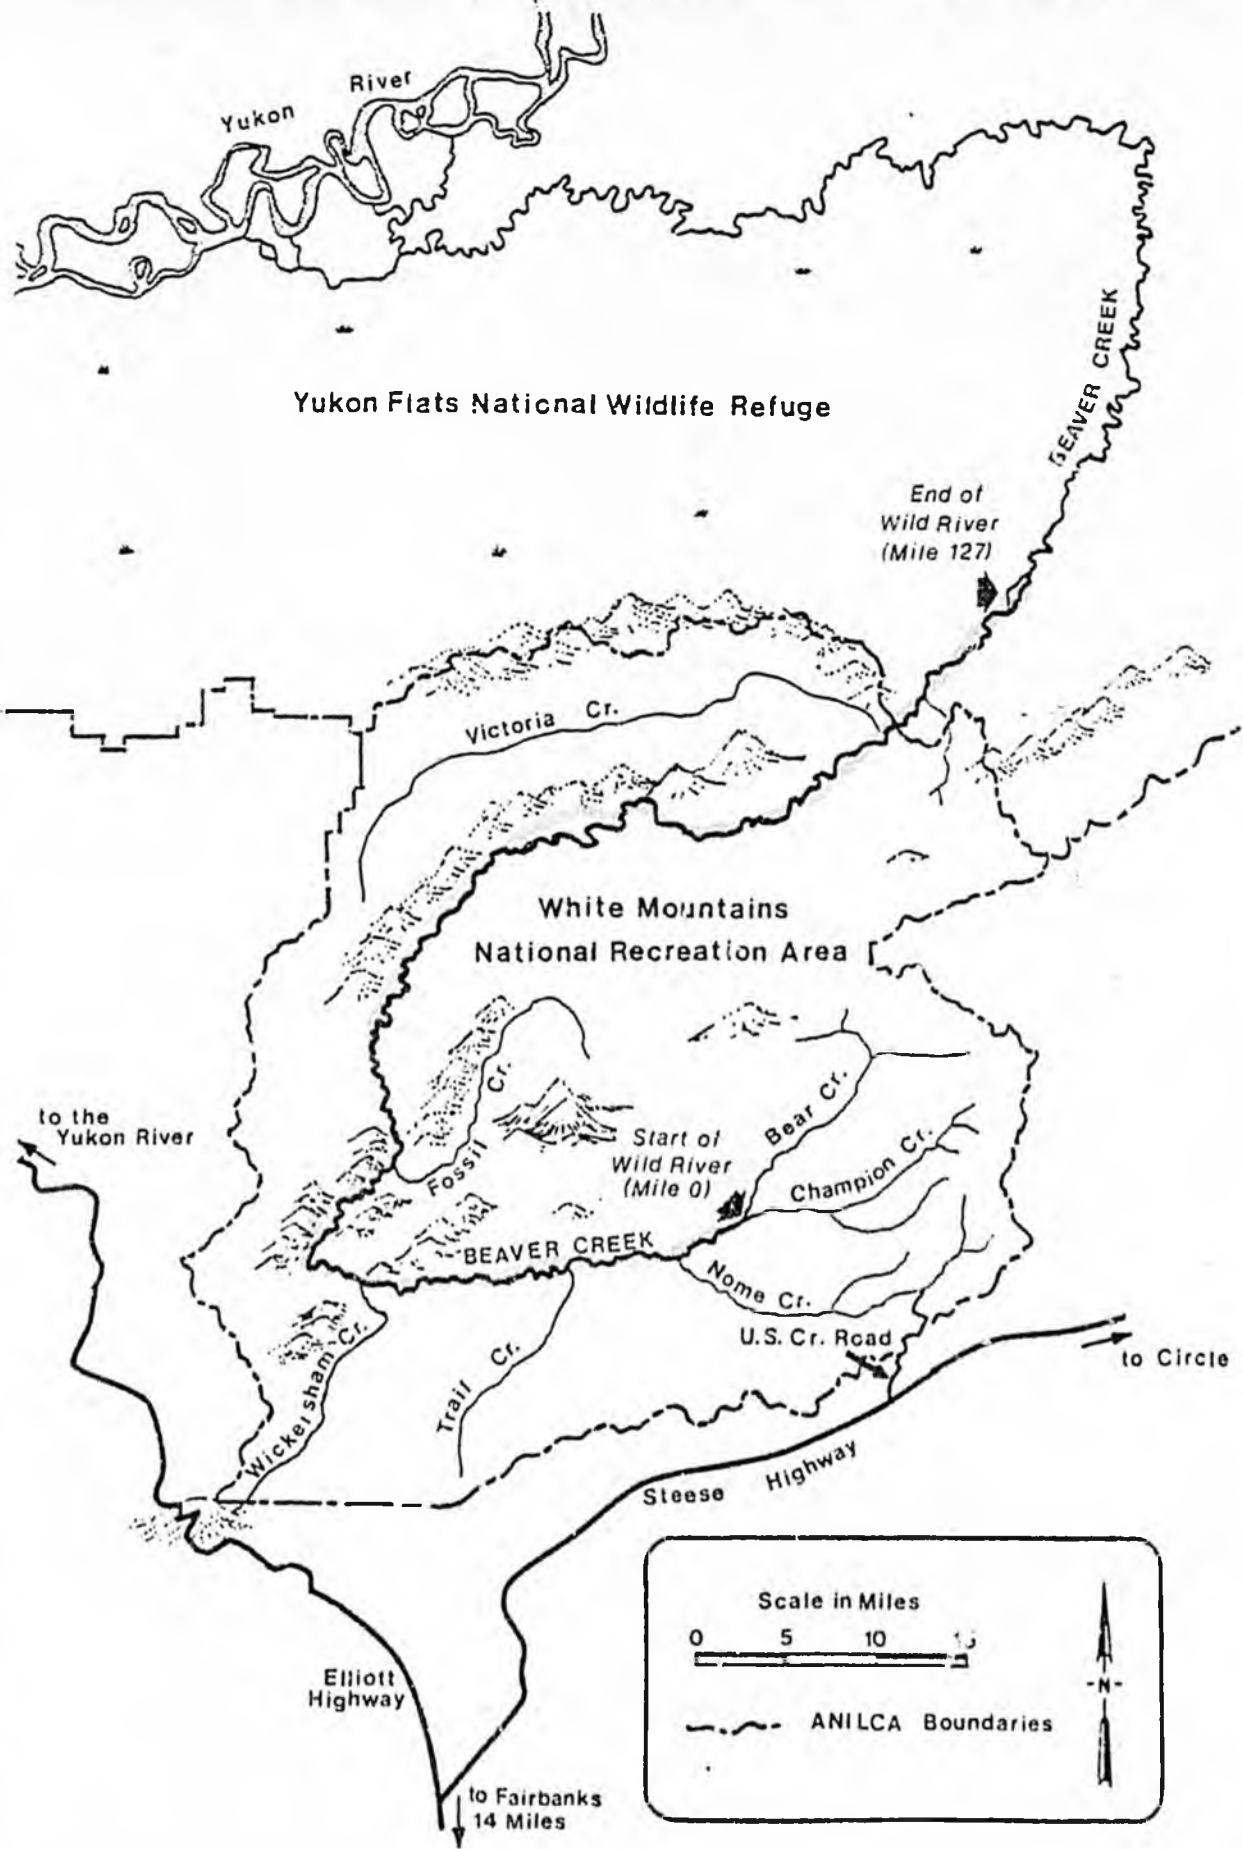 Yukon River
Yukon Flats National Wildlife Refuge
BEAVER CREEK
End of
Wild River
(Mile 127)
Victoria Cr.
White Mountains
National Recreation Area
to the
Yukon River
Fossil Cr.
Start of
Wild River
(Mile 0)
Bear Cr.
Champion Cr.
BEAVER CREEK
Nome Cr.
U.S. Cr. Road
to Circle
Wickersham Cr.
Trail Cr.
Steese Highway
Scale in Miles
0 5 10 15
-N-
ANILCA Boundaries
Elliott
Highway
to Fairbanks
14 Miles